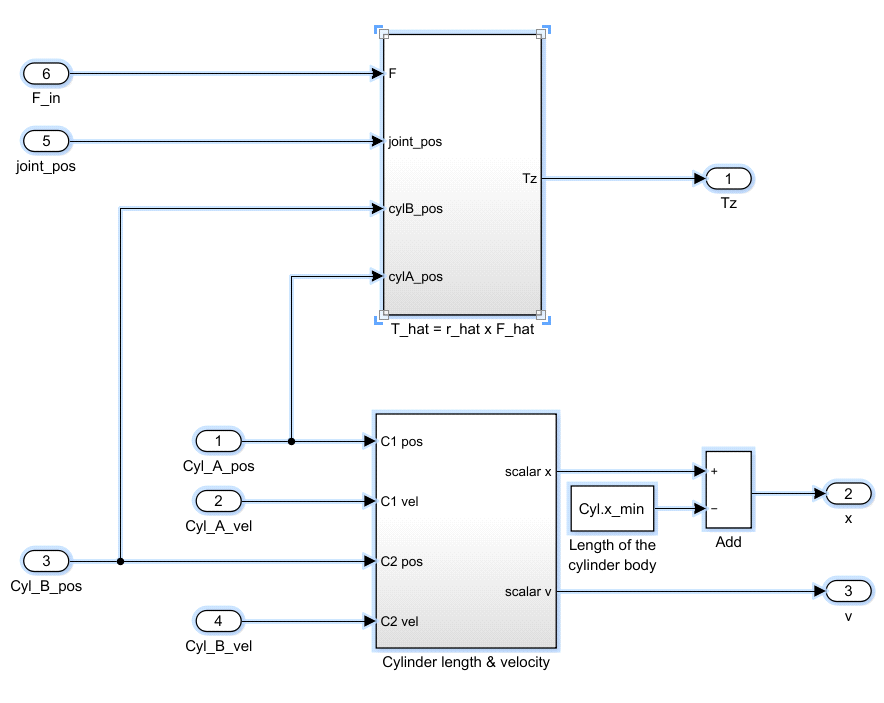 6
F_in
5
joint_pos
F
joint_pos
cylB_pos
cylA_pos
Tz
T_hat = r_hat x F_hat
1
Tz
1
Cyl_A_pos
2
Cyl_A_vel
3
Cyl_B_pos
4
Cyl_B_vel
C1 pos
C1 vel
C2 pos
C2 vel
scalar x
scalar v
Cylinder length & velocity
Cyl.x_min
Length of the
cylinder body
+
−
Add
2
x
3
v